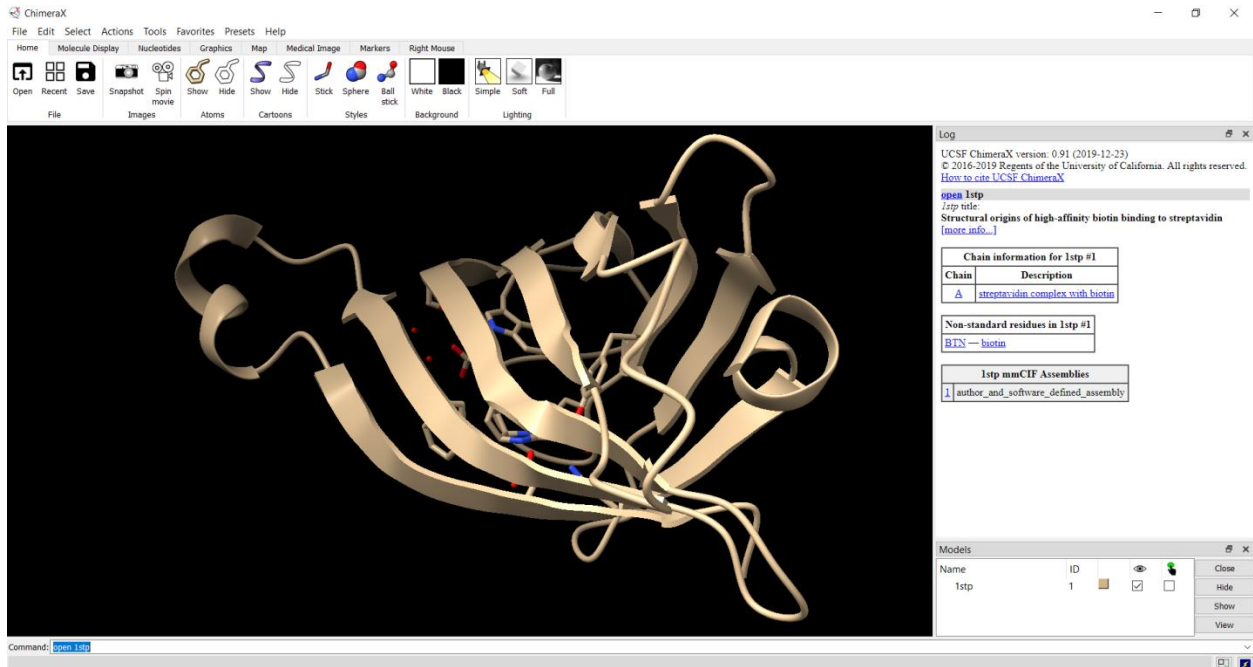 ChimeraX
File Edit Select Actions Tools Favorites Presets Help
Home Molecule Display Nucleotides Graphics Map Medical Image Markers Right Mouse
Open Recent Save Snapshot Spin movie Show Hide Show Hide Stick Sphere Ball stick White Black Simple Soft Full
File Images Atoms Cartoons Styles Background Lighting
Log
UCSF ChimeraX version: 0.91 (2019-12-23)
© 2016-2019 Regents of the University of California. All rights reserved.
How to cite UCSF ChimeraX
open 1stp
1stp title:
Structural origins of high-affinity biotin binding to streptavidin
[more info...]
Chain information for 1stp #1
Chain Description
A streptavidin complex with biotin
Non-standard residues in 1stp #1
BTN — biotin
1stp mmCIF Assemblies
1 author_and_software_defined_assembly
Models
Name ID Close
1stp 1 Hide
Show
View
Command: open 1stp